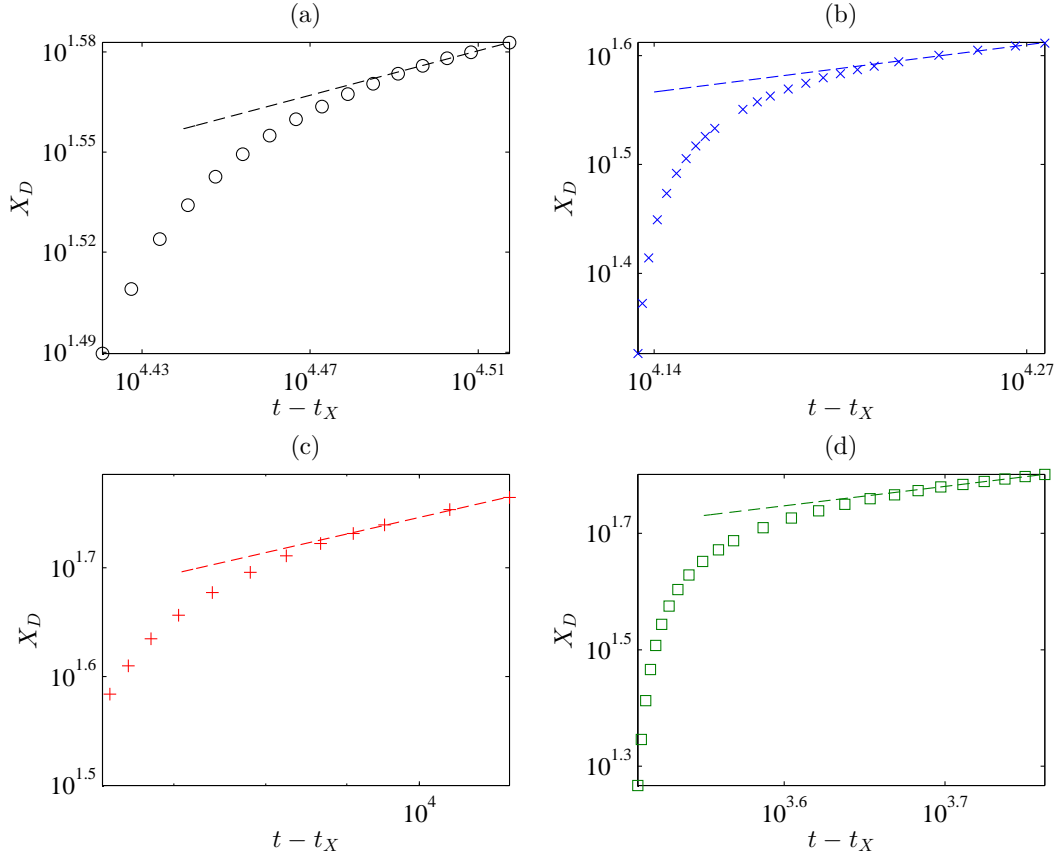 (a)
10^1.58
10^1.55
10^1.52
10^1.49
X_D
10^4.43 10^4.47 10^4.51
t − t_X
(b)
10^1.6
10^1.5
10^1.4
X_D
10^4.14 10^4.27
t − t_X
(c)
10^1.7
10^1.6
10^1.5
X_D
10^4
t − t_X
(d)
10^1.7
10^1.5
10^1.3
X_D
10^3.6 10^3.7
t − t_X